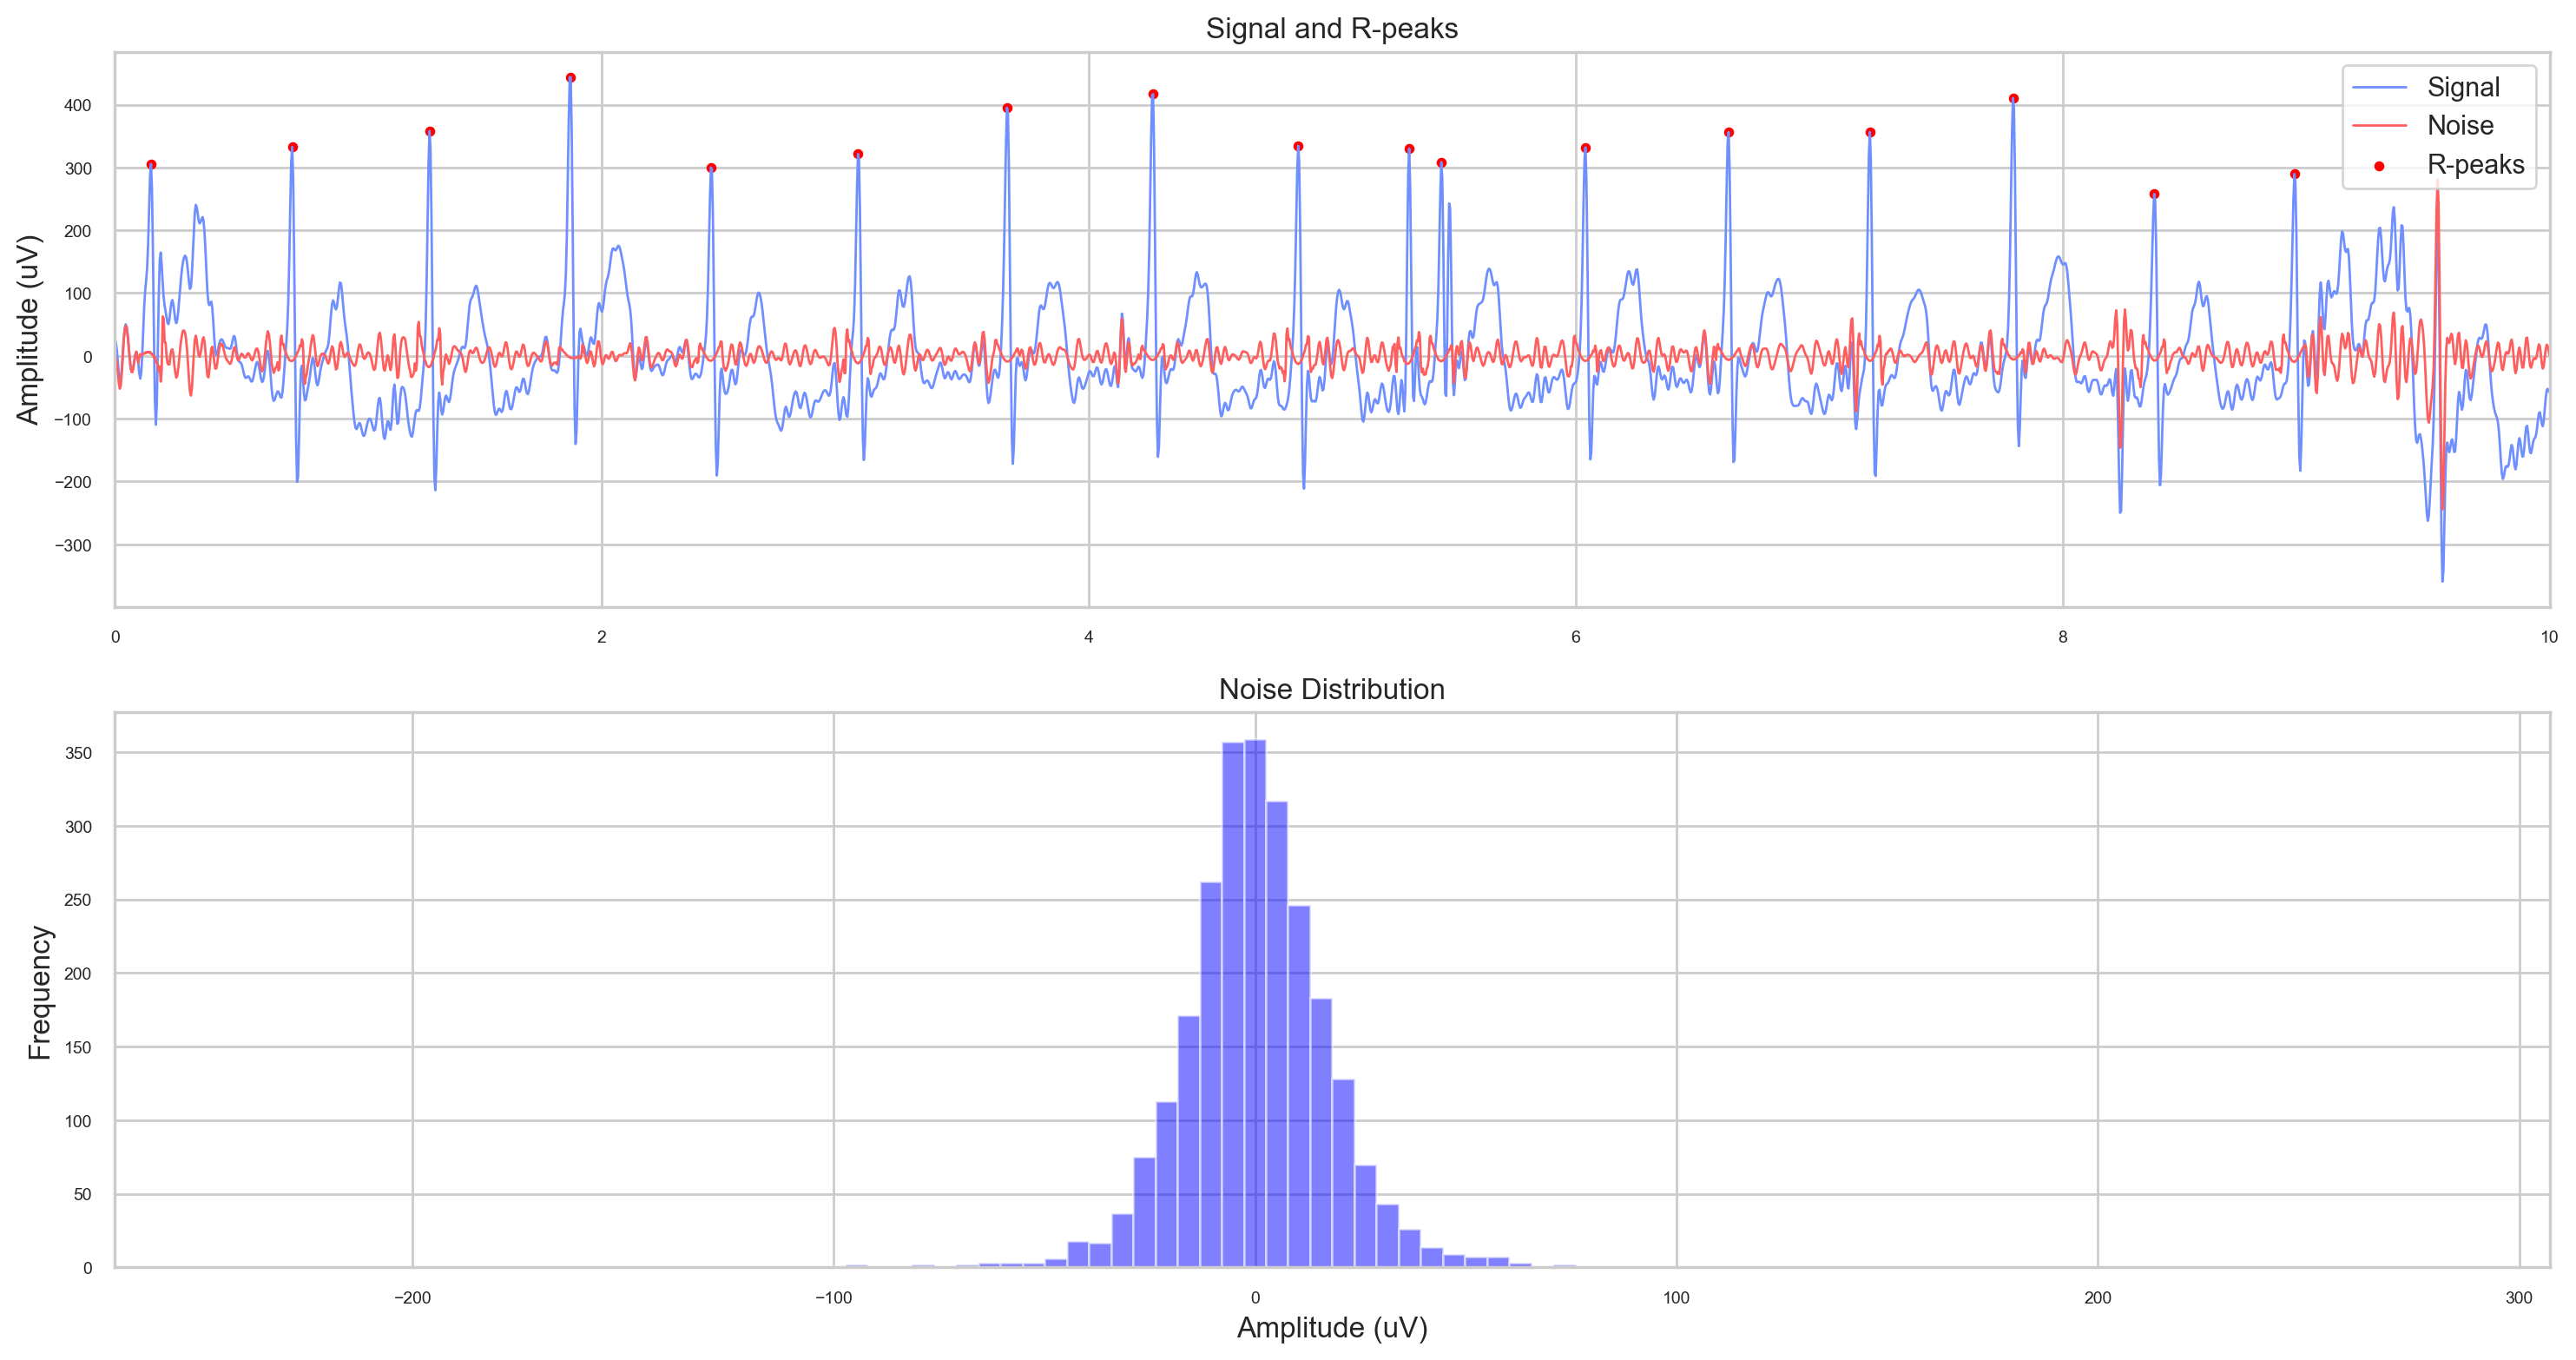 Signal and R-peaks
Amplitude (uV)
400
300
200
100
0
−100
−200
−300
Signal
Noise
R-peaks
0 2 4 6 8 10
Noise Distribution
Frequency
350
300
250
200
150
100
50
0
−200 −100 0 100 200 300
Amplitude (uV)